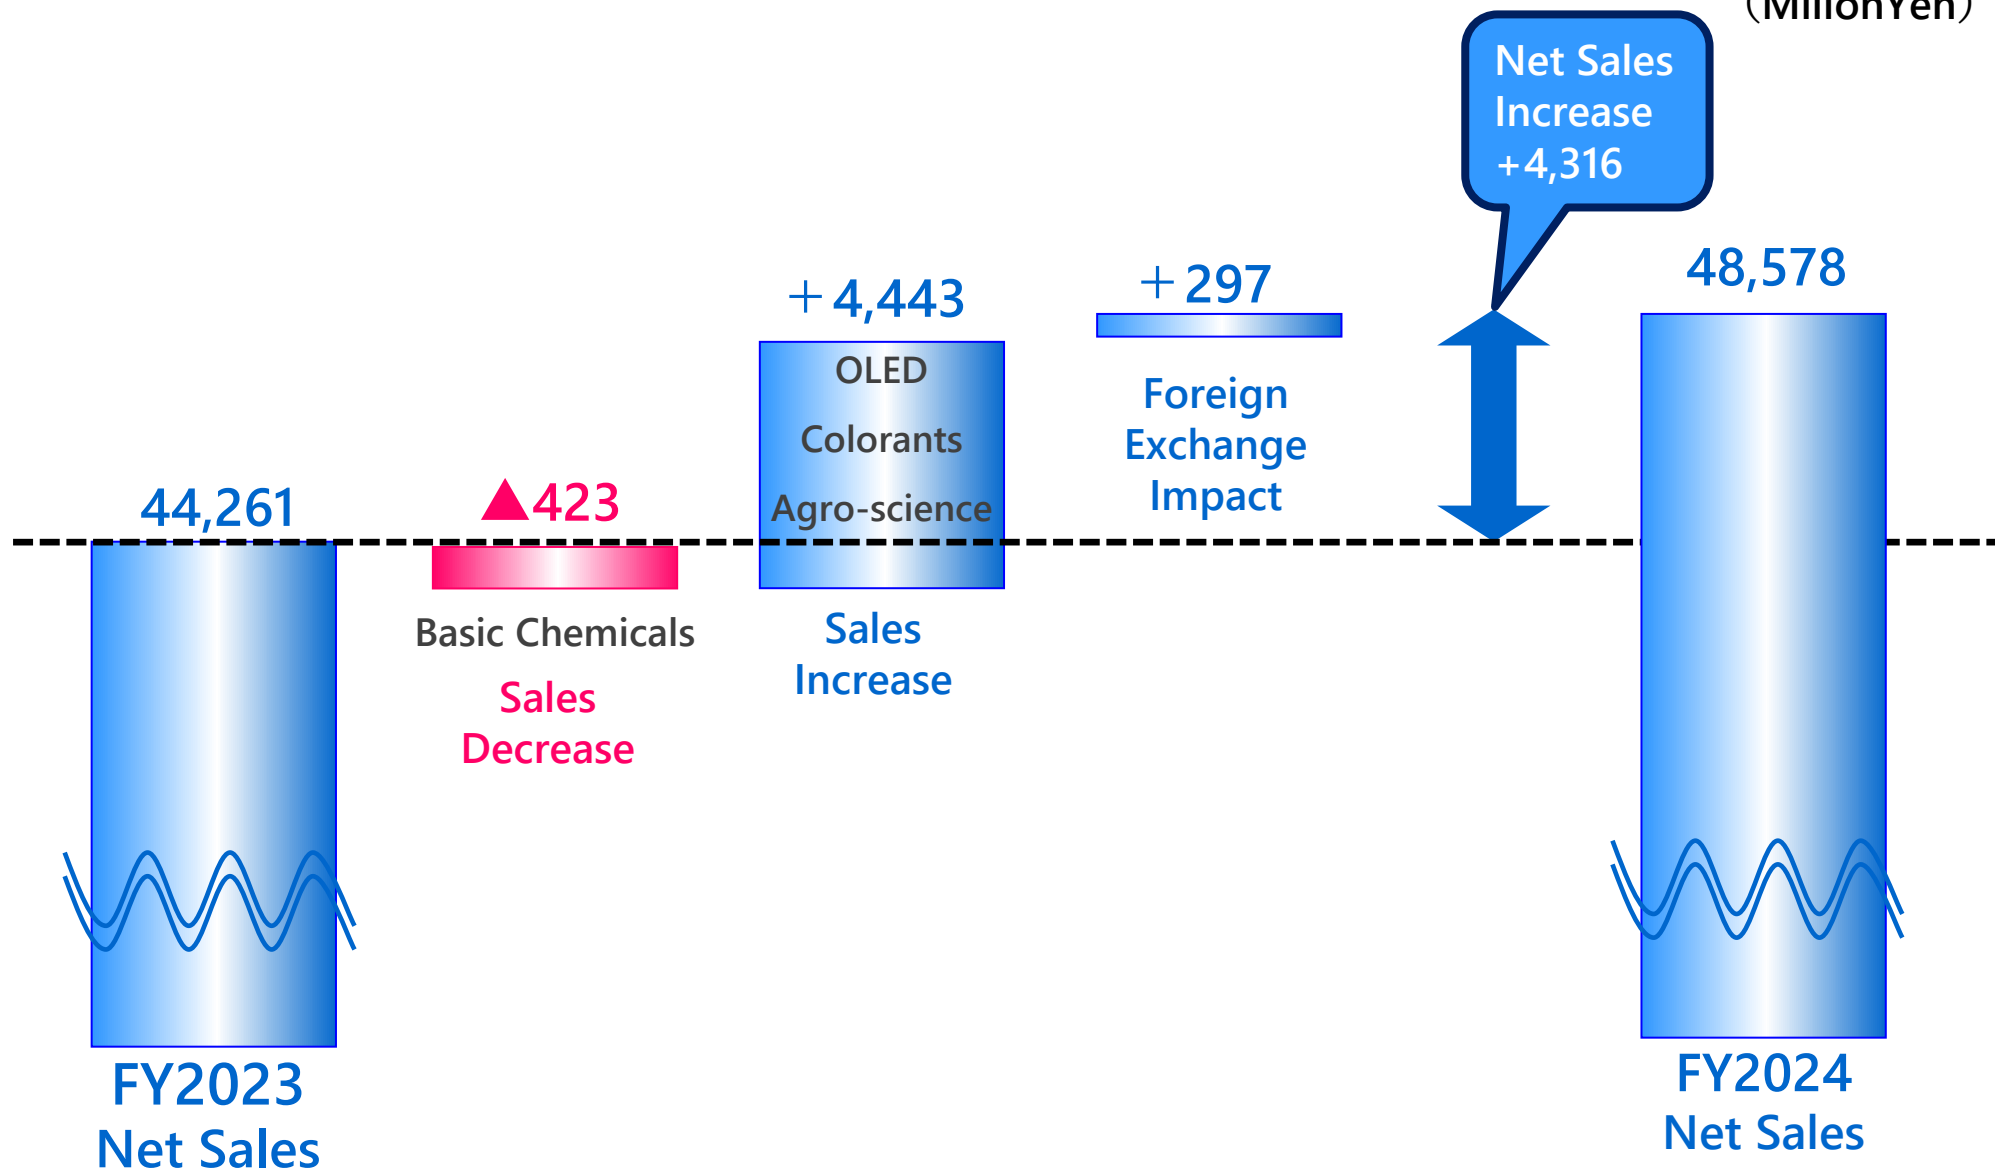 （MillonYen）
Net Sales
Increase
+4,316
44,261
▲423
＋4,443
＋297
48,578
OLED
Colorants
Agro-science
Foreign
Exchange
Impact
Basic Chemicals
Sales
Decrease
Sales
Increase
FY2023
Net Sales
FY2024
Net Sales